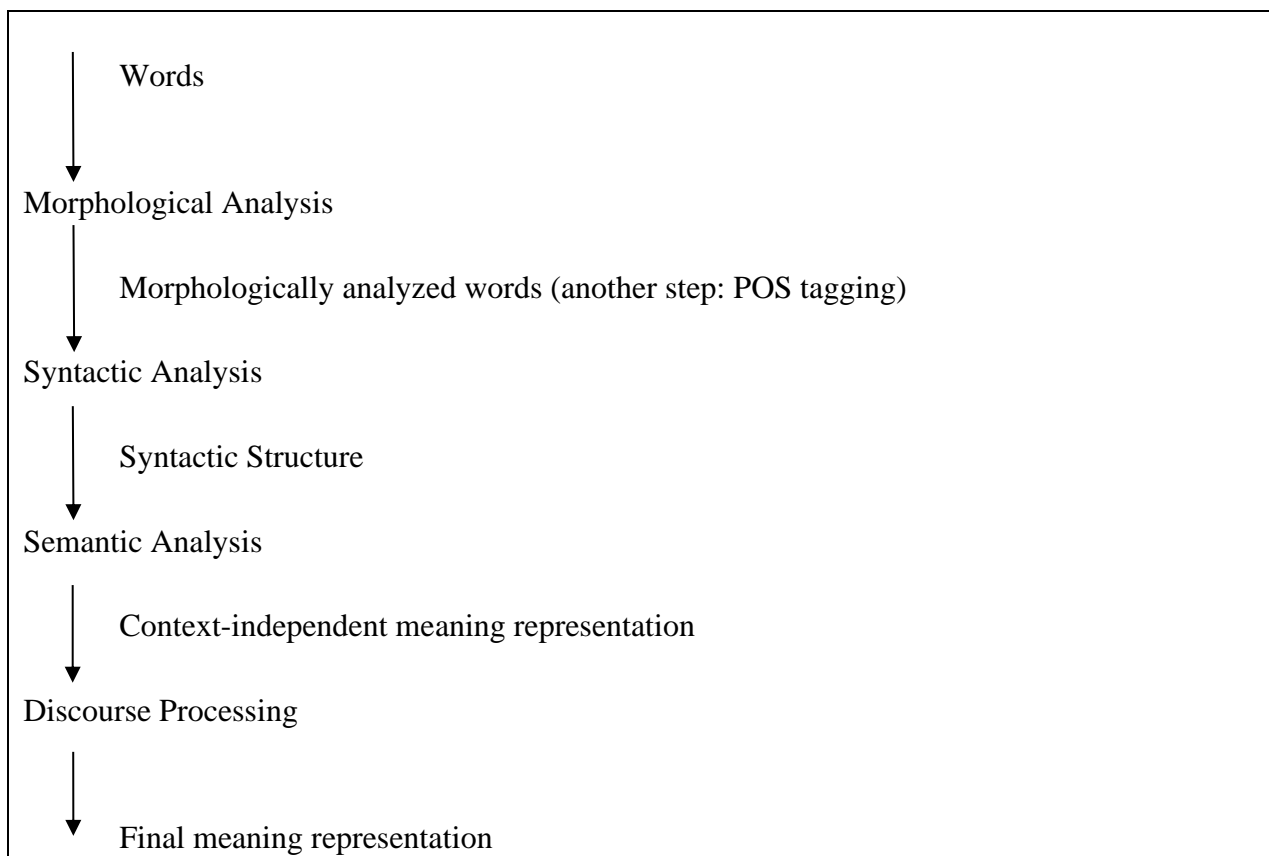 Words
Morphological Analysis
Morphologically analyzed words (another step: POS tagging)
Syntactic Analysis
Syntactic Structure
Semantic Analysis
Context-independent meaning representation
Discourse Processing
Final meaning representation